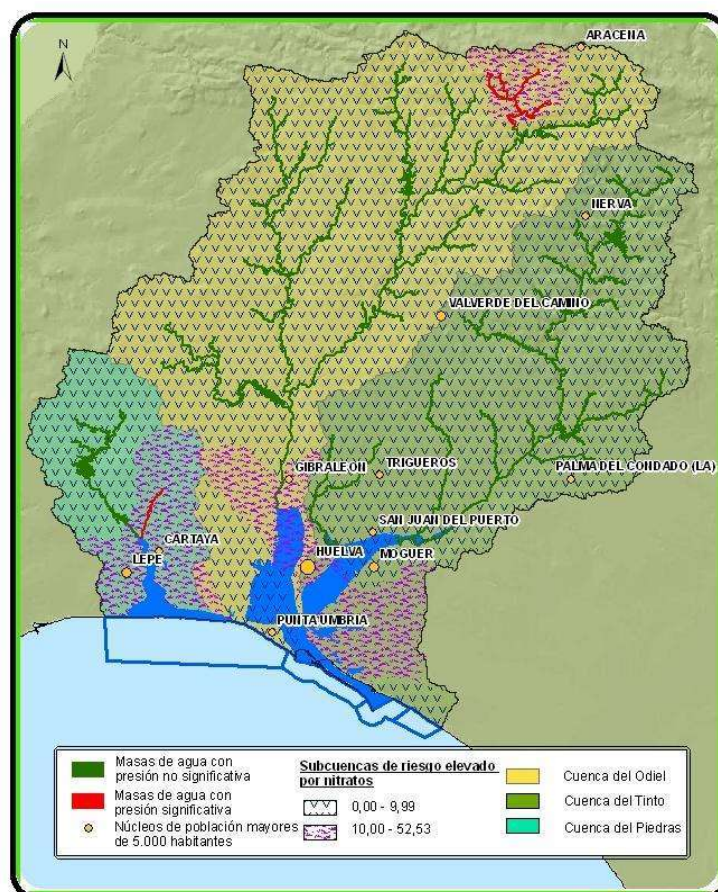 N
ARACENA
NERVA
VALVERDE DEL CAMINO
GIBRALEON
TRIGUEROS
PALMA DEL CONDADO (LA)
SAN JUAN DEL PUERTO
CARTAYA
HUELVA
MOGUER
LEPE
PUNTA UMBRIA
Masas de agua con
presión no significativa
Masas de agua con
presión significativa
Núcleos de población mayores
de 5.000 habitantes
Subcuencas de riesgo elevado
por nitratos
0,00 - 9,99
10,00 - 52,53
Cuenca del Odiel
Cuenca del Tinto
Cuenca del Piedras